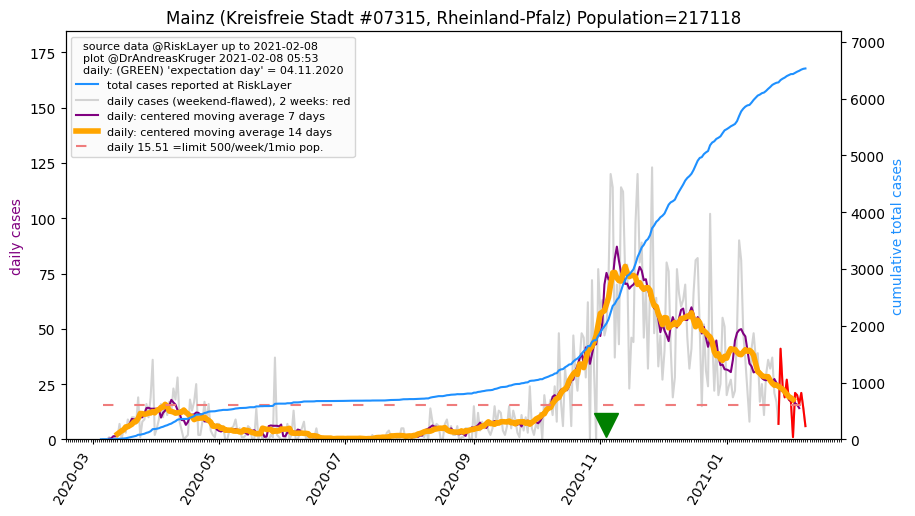 Mainz (Kreisfreie Stadt #07315, Rheinland-Pfalz) Population=217118
source data @RiskLayer up to 2021-02-08
plot @DrAndreasKruger 2021-02-08 05:53
daily: (GREEN) 'expectation day' = 04.11.2020
total cases reported at RiskLayer
daily cases (weekend-flawed), 2 weeks: red
daily: centered moving average 7 days
daily: centered moving average 14 days
daily 15.51 =limit 500/week/1mio pop.
daily cases
175
150
125
100
75
50
25
0
cumulative total cases
7000
6000
5000
4000
3000
2000
1000
0
2020-03
2020-05
2020-07
2020-09
2020-11
2021-01